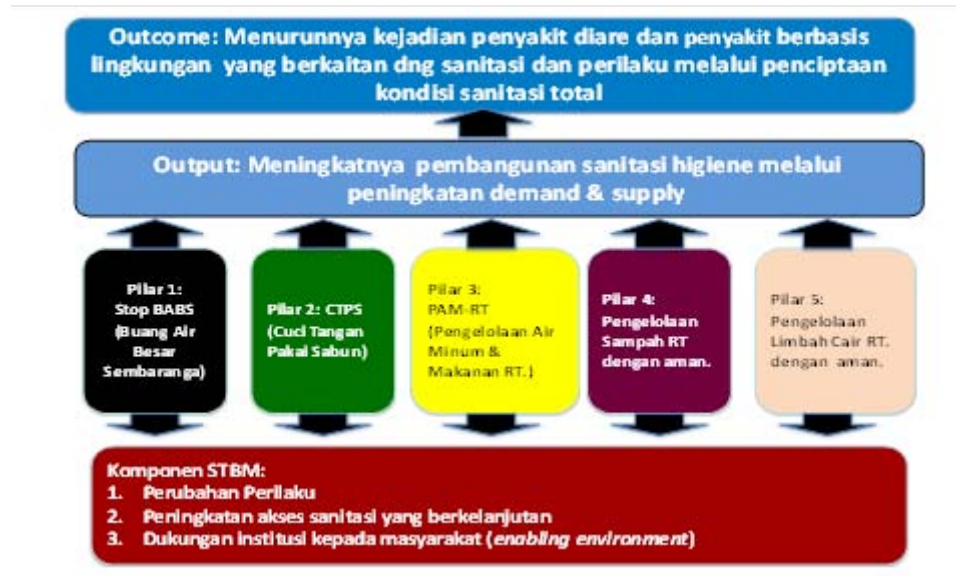 Outcome: Menurunnya kejadian penyakit diare dan penyakit berbasis
lingkungan yang berkaitan dng sanitasi dan perilaku melalui penciptaan
kondisi sanitasi total
Output: Meningkatnya pembangunan sanitasi higiene melalui
peningkatan demand & supply
Pilar 1:
Stop BABS
(Buang Air
Besar
Sembaranga)
Pilar 2: CTPS
(Cuci Tangan
Pakai Sabun)
Pilar 3:
PAM-RT
(Pengelolaan Air
Minum &
Makanan RT.)
Pilar 4:
Pengelolaan
Sampah RT
dengan aman.
Pilar 5:
Pengelolaan
Limbah Cair RT.
dengan aman.
Komponen STBM:
1. Perubahan Perilaku
2. Peningkatan akses sanitasi yang berkelanjutan
3. Dukungan institusi kepada masyarakat (enabling environment)